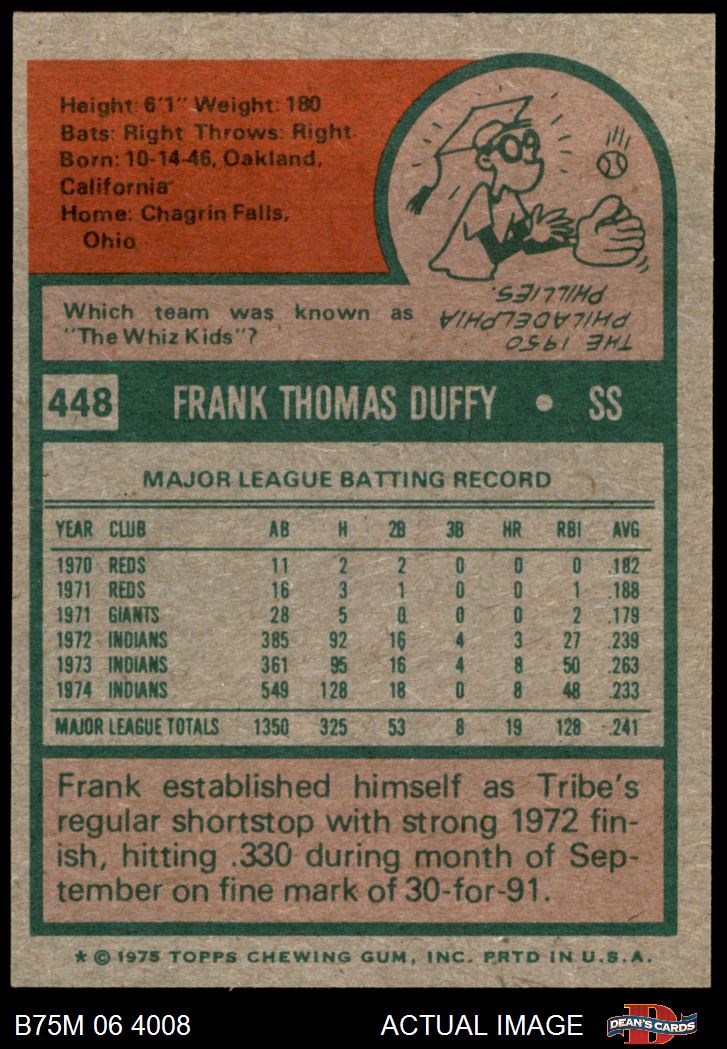 Height: 6'1" Weight: 180
Bats: Right Throws: Right
Born: 10-14-46, Oakland,
California
Home: Chagrin Falls,
Ohio
Which team was known as
"The Whiz Kids"?
THE 1950
PHILADELPHIA
PHILLIES.
448 FRANK THOMAS DUFFY • SS
MAJOR LEAGUE BATTING RECORD
YEAR CLUB AB H 2B 3B HR RBI AVG
1970 REDS 11 2 2 0 0 0 .182
1971 REDS 16 3 1 0 0 1 .188
1971 GIANTS 28 5 0 0 0 2 .179
1972 INDIANS 385 92 16 4 3 27 .239
1973 INDIANS 361 95 16 4 8 50 .263
1974 INDIANS 549 128 18 0 8 48 .233
MAJOR LEAGUE TOTALS 1350 325 53 8 19 128 .241
Frank established himself as Tribe's
regular shortstop with strong 1972 fin-
ish, hitting .330 during month of Sep-
tember on fine mark of 30-for-91.
* © 1975 TOPPS CHEWING GUM, INC. PRTD IN U.S.A.
B75M 06 4008 ACTUAL IMAGE DEAN'S CARDS